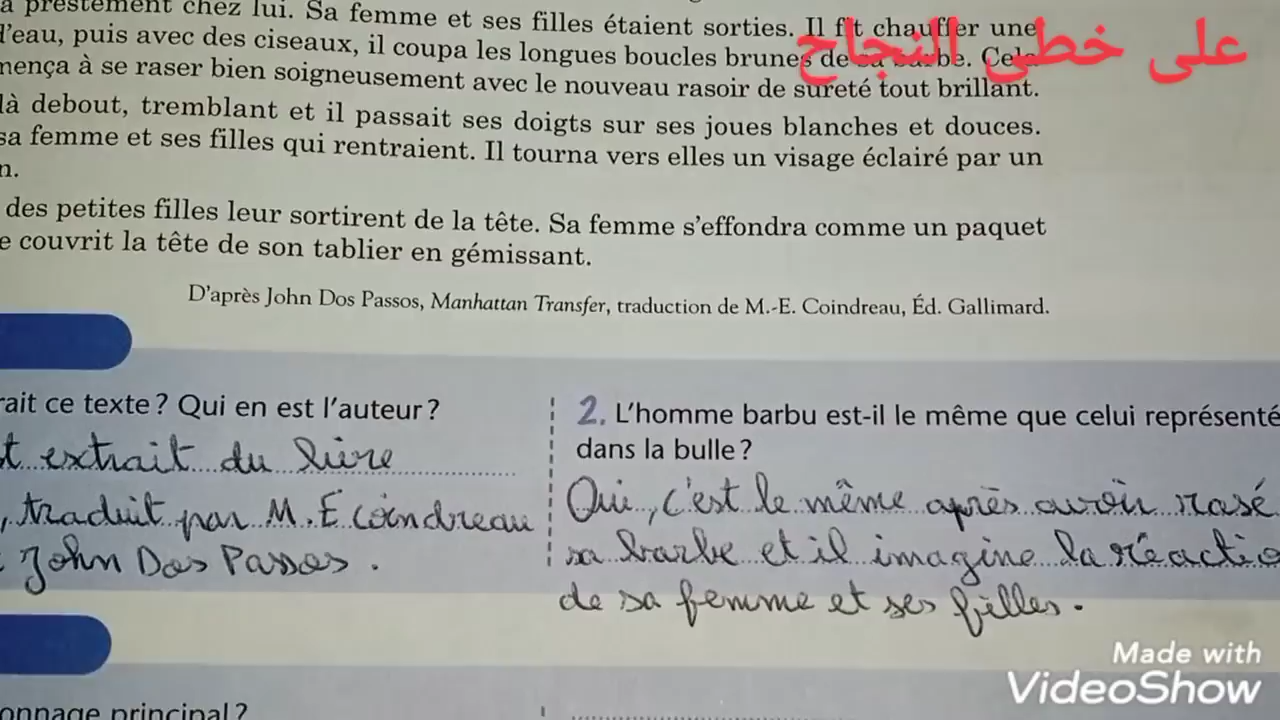 prestement chez lui. Sa femme et ses filles étaient sorties. Il fit chauffer une
d'eau, puis avec des ciseaux, il coupa les longues boucles brunes de sa barbe. Cela
mença à se raser bien soigneusement avec le nouveau rasoir de sureté tout brillant.
là debout, tremblant et il passait ses doigts sur ses joues blanches et douces.
sa femme et ses filles qui rentraient. Il tourna vers elles un visage éclairé par un
n.
des petites filles leur sortirent de la tête. Sa femme s'effondra comme un paquet
e couvrit la tête de son tablier en gémissant.
D'après John Dos Passos, Manhattan Transfer, traduction de M.-E. Coindreau, Éd. Gallimard.
على خطى النجاح
rait ce texte? Qui en est l'auteur?
t extrait du livre
, traduit par M. E Coindreau
John Dos Passos.
2. L'homme barbu est-il le même que celui représenté
dans la bulle?
Oui, c'est le même après avoir rasé
sa barbe et il imagine la réactio
de sa femme et ses filles.
onnage principal?
Made with
VideoShow